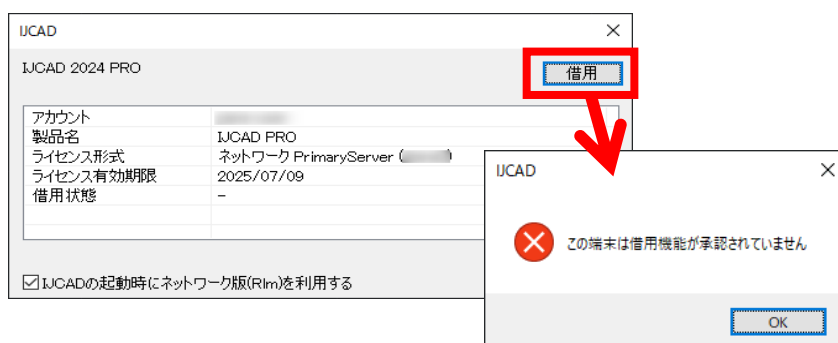 IJCAD
IJCAD 2024 PRO
借用
アカウント
製品名 IJCAD PRO
ライセンス形式 ネットワーク PrimaryServer (
ライセンス有効期限 2025/07/09
借用状態 -
IJCADの起動時にネットワーク版(Rlm)を利用する
IJCAD
この端末は借用機能が承認されていません
OK